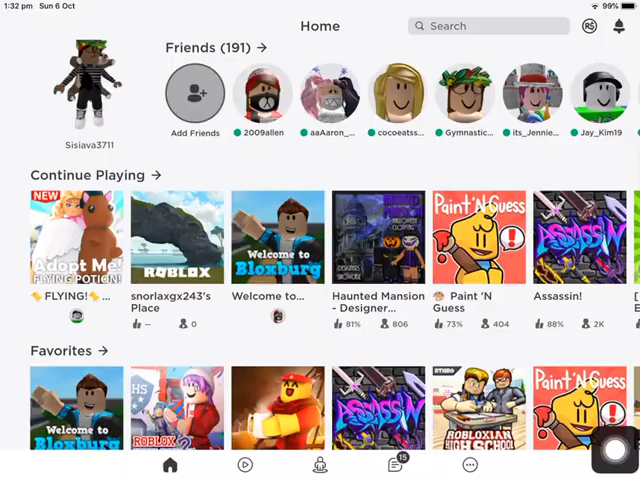 1:32 pm Sun 6 Oct 99%
Home
Search
Friends (191) →
Add Friends
2009allen
aaAaron_...
cocoeatss...
Gymnastic...
its_Jennie...
Jay_Kim19
Sisiava3711
Continue Playing →
NEW
Adopt Me!
FLYING POTION!
ROBLOX
Welcome to
Bloxburg
Paint'N Guess
ASSASSIN
FLYING! ...
snorlaxgx243's
Place
Welcome to...
Haunted Mansion
- Designer...
Paint 'N
Guess
Assassin!
--
0
81%
806
73%
404
88%
2K
Favorites →
Welcome to
Bloxburg
HS
ROBLOX
2
ASSASSIN
RTHRO
ROBLOXIAN
HIGH SCHOOL
Paint'N
Guess
15